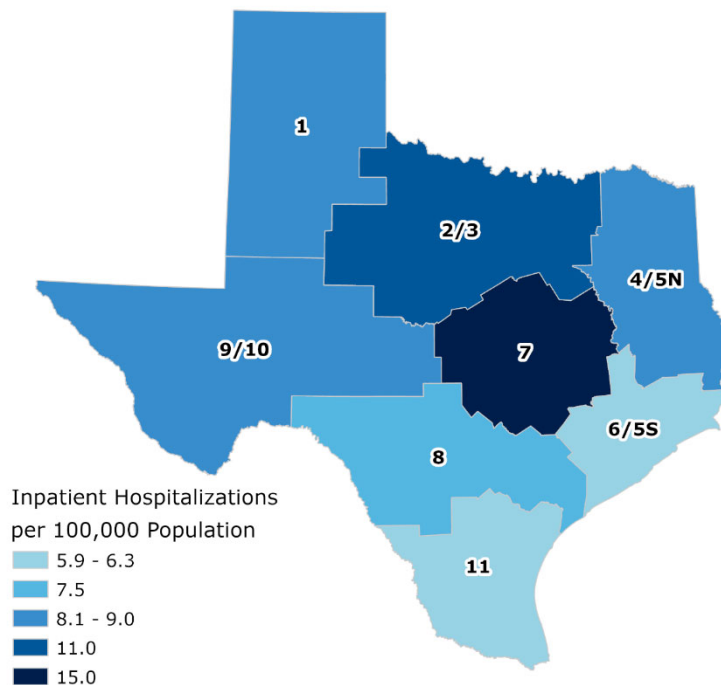 1
2/3
4/5N
9/10
7
6/5S
8
11
Inpatient Hospitalizations
per 100,000 Population
5.9 - 6.3
7.5
8.1 - 9.0
11.0
15.0